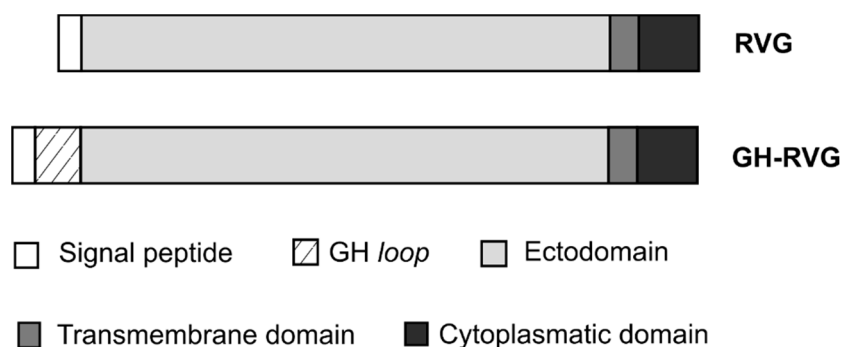 RVG
GH-RVG
Signal peptide GH loop Ectodomain
Transmembrane domain Cytoplasmatic domain